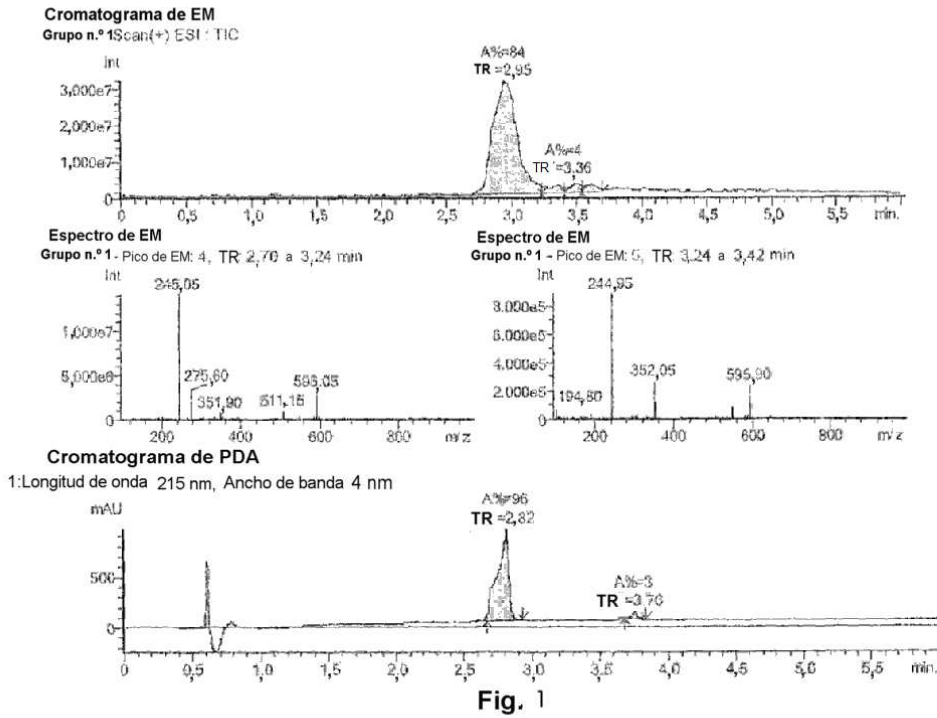 Cromatograma de EM
Grupo n.º 1 Scan(+) ESI : TIC
Int
A%=84
TR =2,95
3,000e7
2,000e7
1,000e7
0
A%=4
TR =3,36
0 0,5 1,0 1,5 2,0 2,5 3,0 3,5 4,0 4,5 5,0 5,5 min.
Espectro de EM
Grupo n.º 1 - Pico de EM: 4, TR 2,70 a 3,24 min
Int
245,05
1,000e7
5,000e6
0
275,60
351,90
511,15
596,05
200 400 600 800 m/z
Espectro de EM
Grupo n.º 1 - Pico de EM: 5, TR 3,24 a 3,42 min
Int
244,95
8.000e5
6.000e5
4.000e5
2.000e5
0
194,80
352,05
595,90
200 400 600 800 m/z
Cromatograma de PDA
1:Longitud de onda 215 nm, Ancho de banda 4 nm
mAU
A%=96
TR =2,82
500
0
A%=3
TR =3,76
0 0,5 1,0 1,5 2,0 2,5 3,0 3,5 4,0 4,5 5,0 5,5 min.
Fig. 1